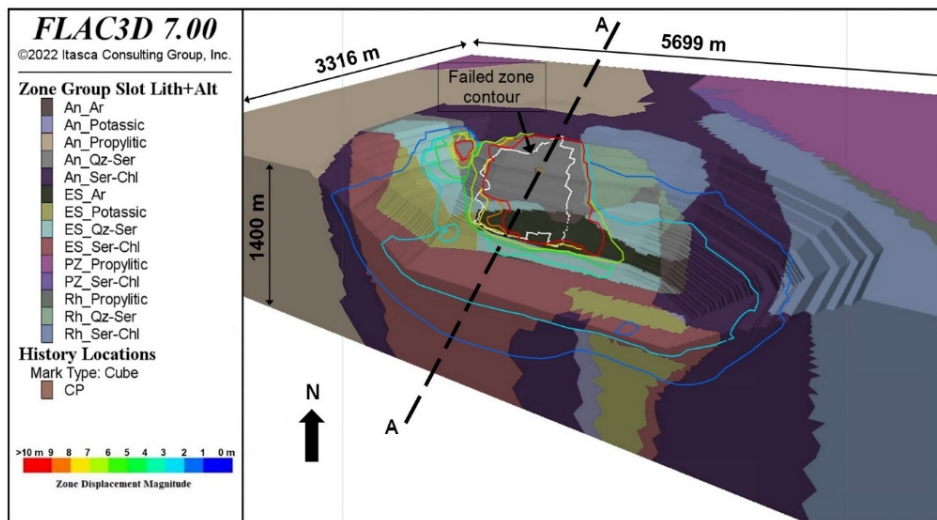 FLAC3D 7.00
©2022 Itasca Consulting Group, Inc.
Zone Group Slot Lith+Alt
An_Ar
An_Potassic
An_Propylitic
An_Qz-Ser
An_Ser-Chl
ES_Ar
ES_Potassic
ES_Qz-Ser
ES_Ser-Chl
PZ_Propylitic
PZ_Ser-Chl
Rh_Propylitic
Rh_Qz-Ser
Rh_Ser-Chl
History Locations
Mark Type: Cube
CP
>10 m 9 8 7 6 5 4 3 2 1 0 m
Zone Displacement Magnitude
A
3316 m
5699 m
Failed zone
contour
1400 m
N
A